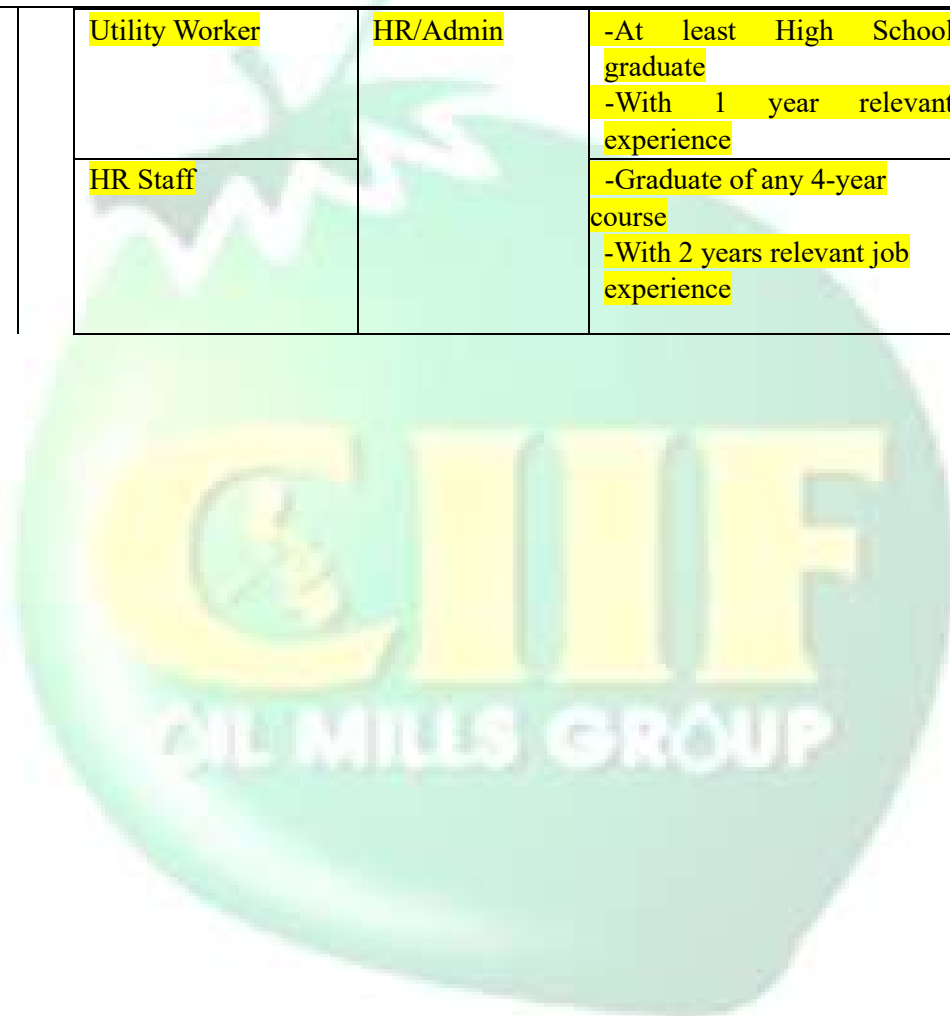 Utility Worker
HR/Admin
-At least High School
graduate
-With 1 year relevant
experience
HR Staff
-Graduate of any 4-year
course
-With 2 years relevant job
experience
CIIF
OIL MILLS GROUP